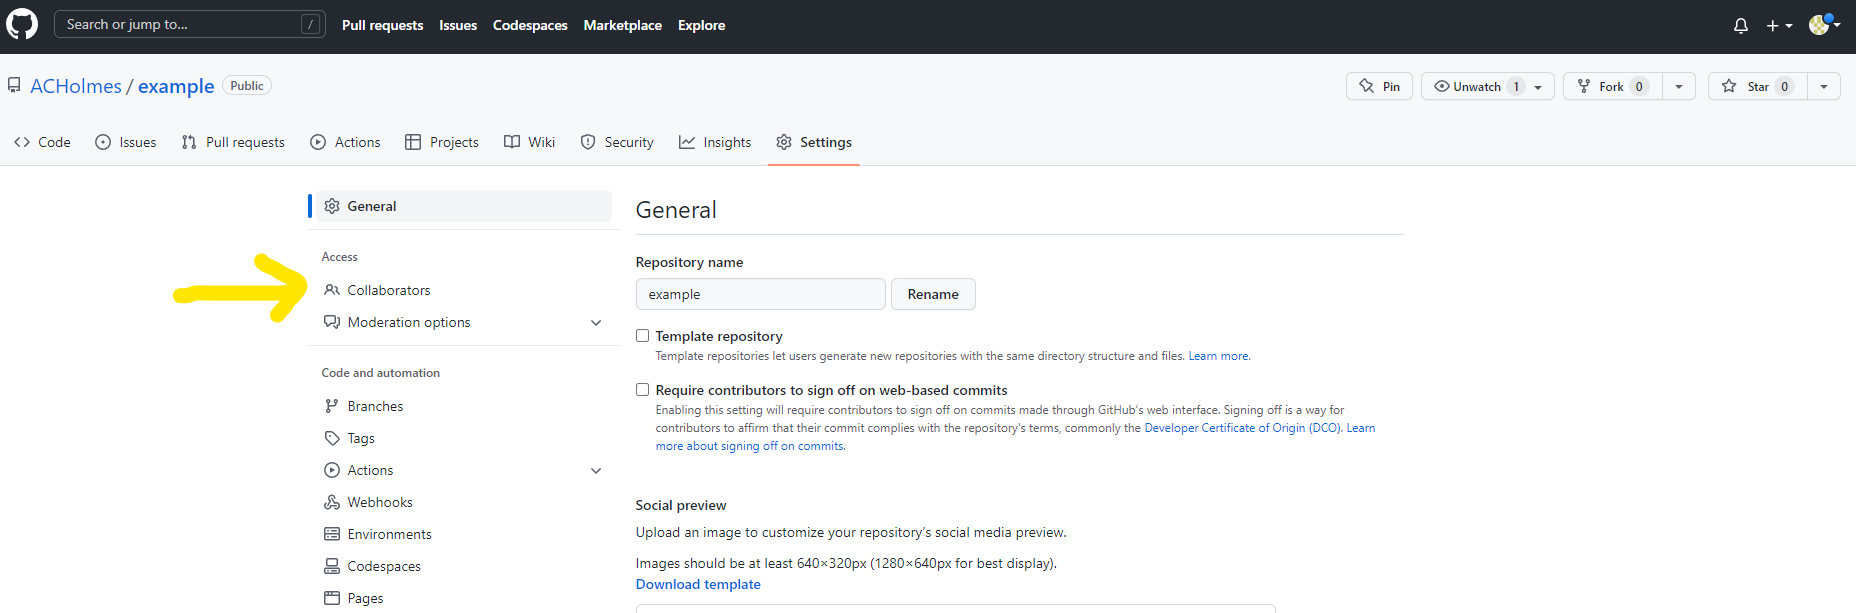 Search or jump to... /
Pull requests Issues Codespaces Marketplace Explore
ACHolmes / example Public
Pin Unwatch 1 Fork 0 Star 0
Code Issues Pull requests Actions Projects Wiki Security Insights Settings
General
Access
Collaborators
Moderation options
Code and automation
Branches
Tags
Actions
Webhooks
Environments
Codespaces
Pages
General
Repository name
example Rename
Template repository
Template repositories let users generate new repositories with the same directory structure and files. Learn more.
Require contributors to sign off on web-based commits
Enabling this setting will require contributors to sign off on commits made through GitHub's web interface. Signing off is a way for
contributors to affirm that their commit complies with the repository's terms, commonly the Developer Certificate of Origin (DCO). Learn
more about signing off on commits.
Social preview
Upload an image to customize your repository's social media preview.
Images should be at least 640×320px (1280×640px for best display).
Download template